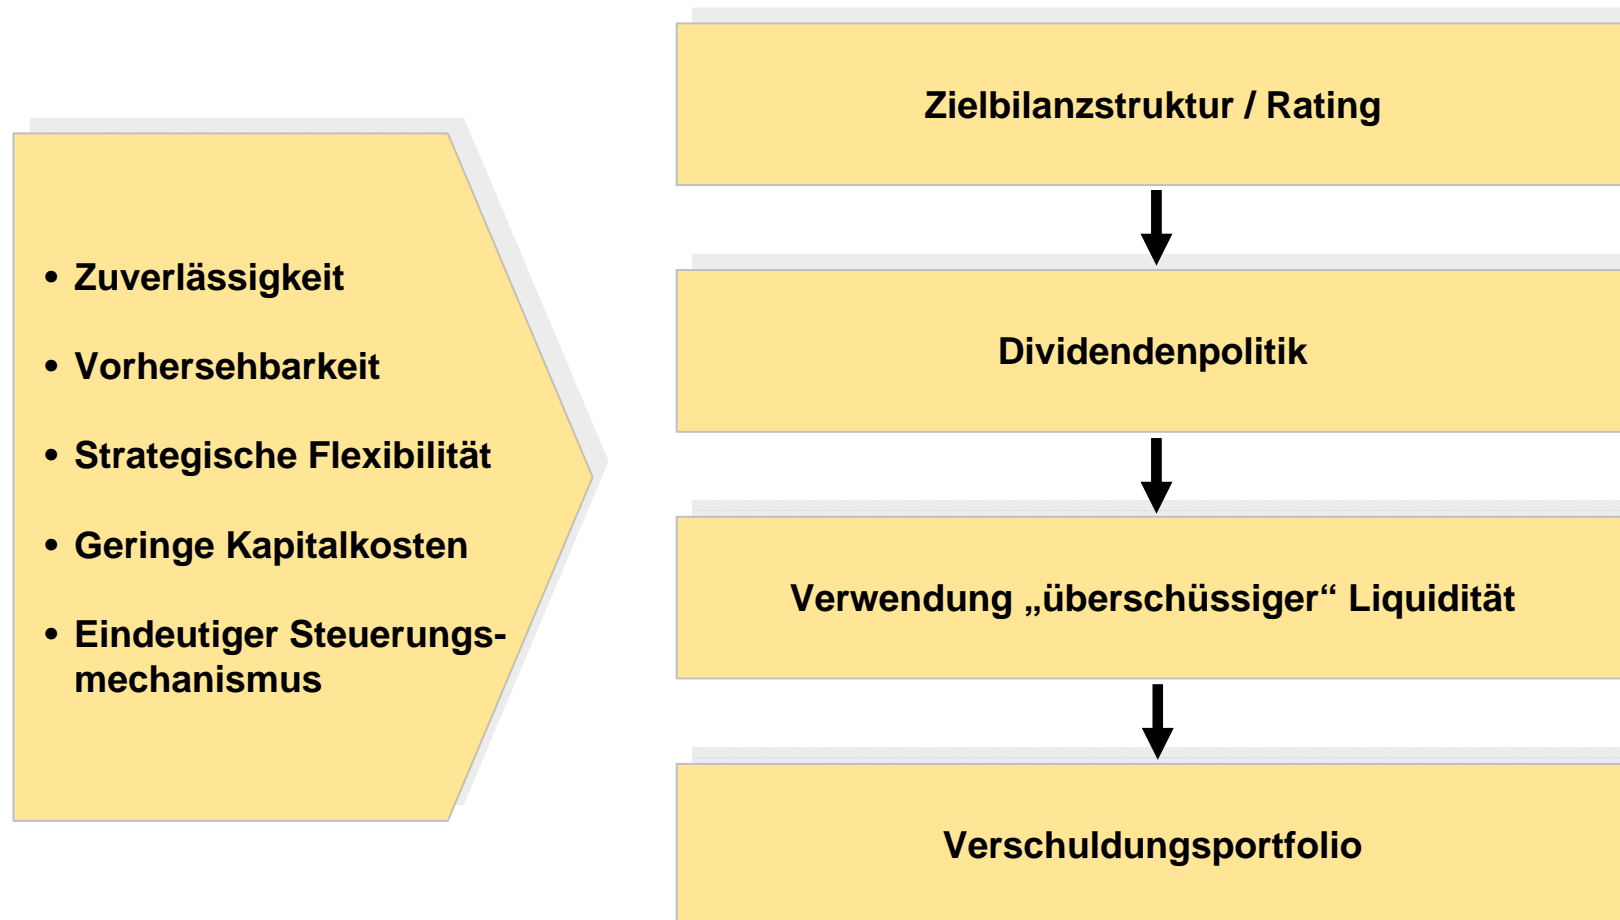 • Zuverlässigkeit
• Vorhersehbarkeit
• Strategische Flexibilität
• Geringe Kapitalkosten
• Eindeutiger Steuerungs-
mechanismus
Zielbilanzstruktur / Rating
Dividendenpolitik
Verwendung „überschüssiger“ Liquidität
Verschuldungsportfolio